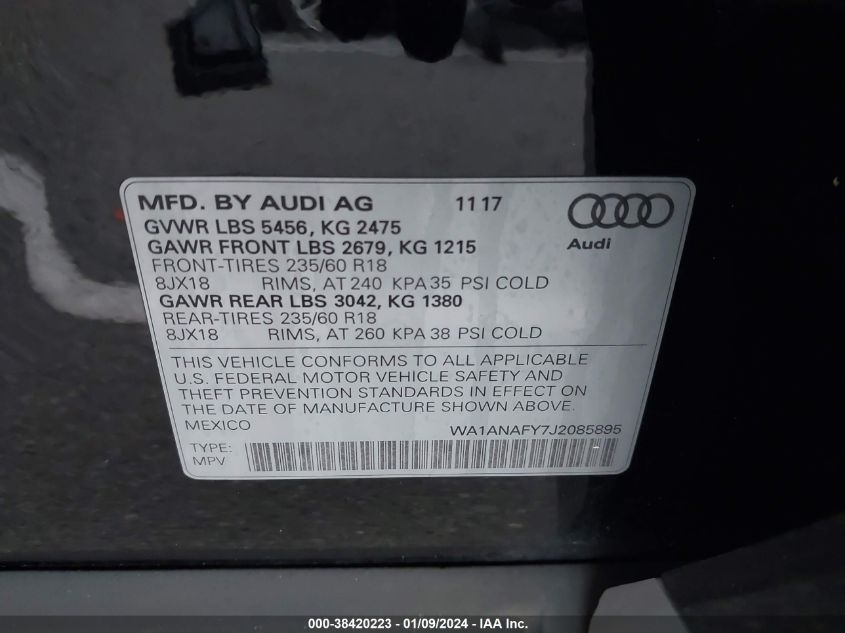 MFD. BY AUDI AG 11 17
GVWR LBS 5456, KG 2475
GAWR FRONT LBS 2679, KG 1215
Audi
FRONT-TIRES 235/60 R18
8JX18 RIMS, AT 240 KPA 35 PSI COLD
GAWR REAR LBS 3042, KG 1380
REAR-TIRES 235/60 R18
8JX18 RIMS, AT 260 KPA 38 PSI COLD
THIS VEHICLE CONFORMS TO ALL APPLICABLE
U.S. FEDERAL MOTOR VEHICLE SAFETY AND
THEFT PREVENTION STANDARDS IN EFFECT ON
THE DATE OF MANUFACTURE SHOWN ABOVE.
MEXICO WA1ANAFY7J2085895
TYPE:
MPV
000-38420223 - 01/09/2024 - IAA Inc.